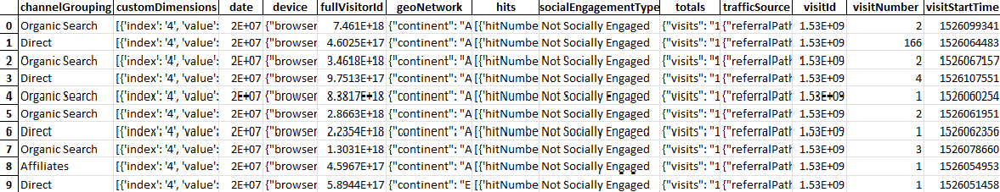 channelGrouping customDimensions date device fullVisitorId geoNetwork hits socialEngagementType totals trafficSource visitId visitNumber visitStartTime
0 Organic Search [{'index': '4', 'value': 2E+07 {"browser 7.461E+18 {"continent": "A [{'hitNumbe Not Socially Engaged {"visits": "1 {"referralPath 1.53E+09 2 1526099341
1 Direct [{'index': '4', 'value': 2E+07 {"browser 4.6025E+17 {"continent": "A [{'hitNumbe Not Socially Engaged {"visits": "1 {"referralPath 1.53E+09 166 1526064483
2 Organic Search [{'index': '4', 'value': 2E+07 {"browser 3.4618E+18 {"continent": "A [{'hitNumbe Not Socially Engaged {"visits": "1 {"referralPath 1.53E+09 2 1526067157
3 Direct [{'index': '4', 'value': 2E+07 {"browser 9.7513E+17 {"continent": "A [{'hitNumbe Not Socially Engaged {"visits": "1 {"referralPath 1.53E+09 4 1526107551
4 Organic Search [{'index': '4', 'value': 2E+07 {"browser 8.3817E+18 {"continent": "A [{'hitNumbe Not Socially Engaged {"visits": "1 {"referralPath 1.53E+09 1 1526060254
5 Organic Search [{'index': '4', 'value': 2E+07 {"browser 2.8663E+18 {"continent": "A [{'hitNumbe Not Socially Engaged {"visits": "1 {"referralPath 1.53E+09 2 1526061951
6 Direct [{'index': '4', 'value': 2E+07 {"browser 2.2354E+18 {"continent": "A [{'hitNumbe Not Socially Engaged {"visits": "1 {"referralPath 1.53E+09 1 1526062356
7 Organic Search [{'index': '4', 'value': 2E+07 {"browser 1.3031E+18 {"continent": "A [{'hitNumbe Not Socially Engaged {"visits": "1 {"referralPath 1.53E+09 3 1526078660
8 Affiliates [{'index': '4', 'value': 2E+07 {"browser 4.5967E+17 {"continent": "A [{'hitNumbe Not Socially Engaged {"visits": "1 {"referralPath 1.53E+09 1 1526054953
9 Direct [{'index': '4', 'value': 2E+07 {"browser 5.8944E+17 {"continent": "E [{'hitNumbe Not Socially Engaged {"visits": "1 {"referralPath 1.53E+09 1 1526051458